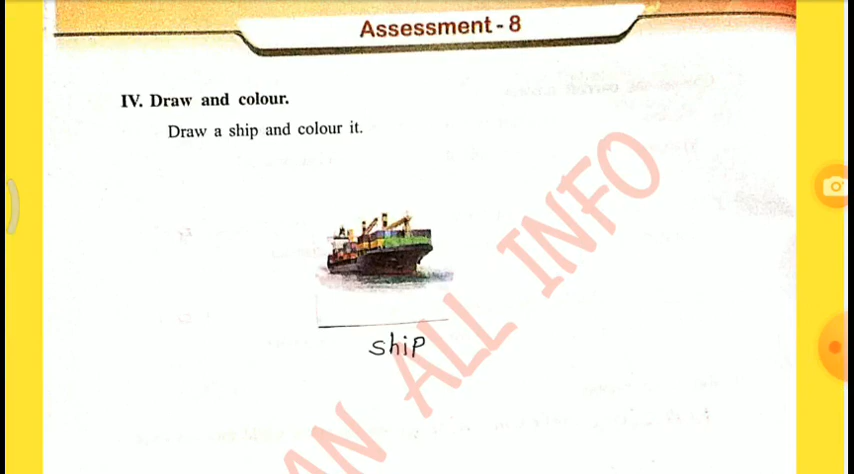 Assessment - 8
IV. Draw and colour.
Draw a ship and colour it.
ship
AN ALL INFO